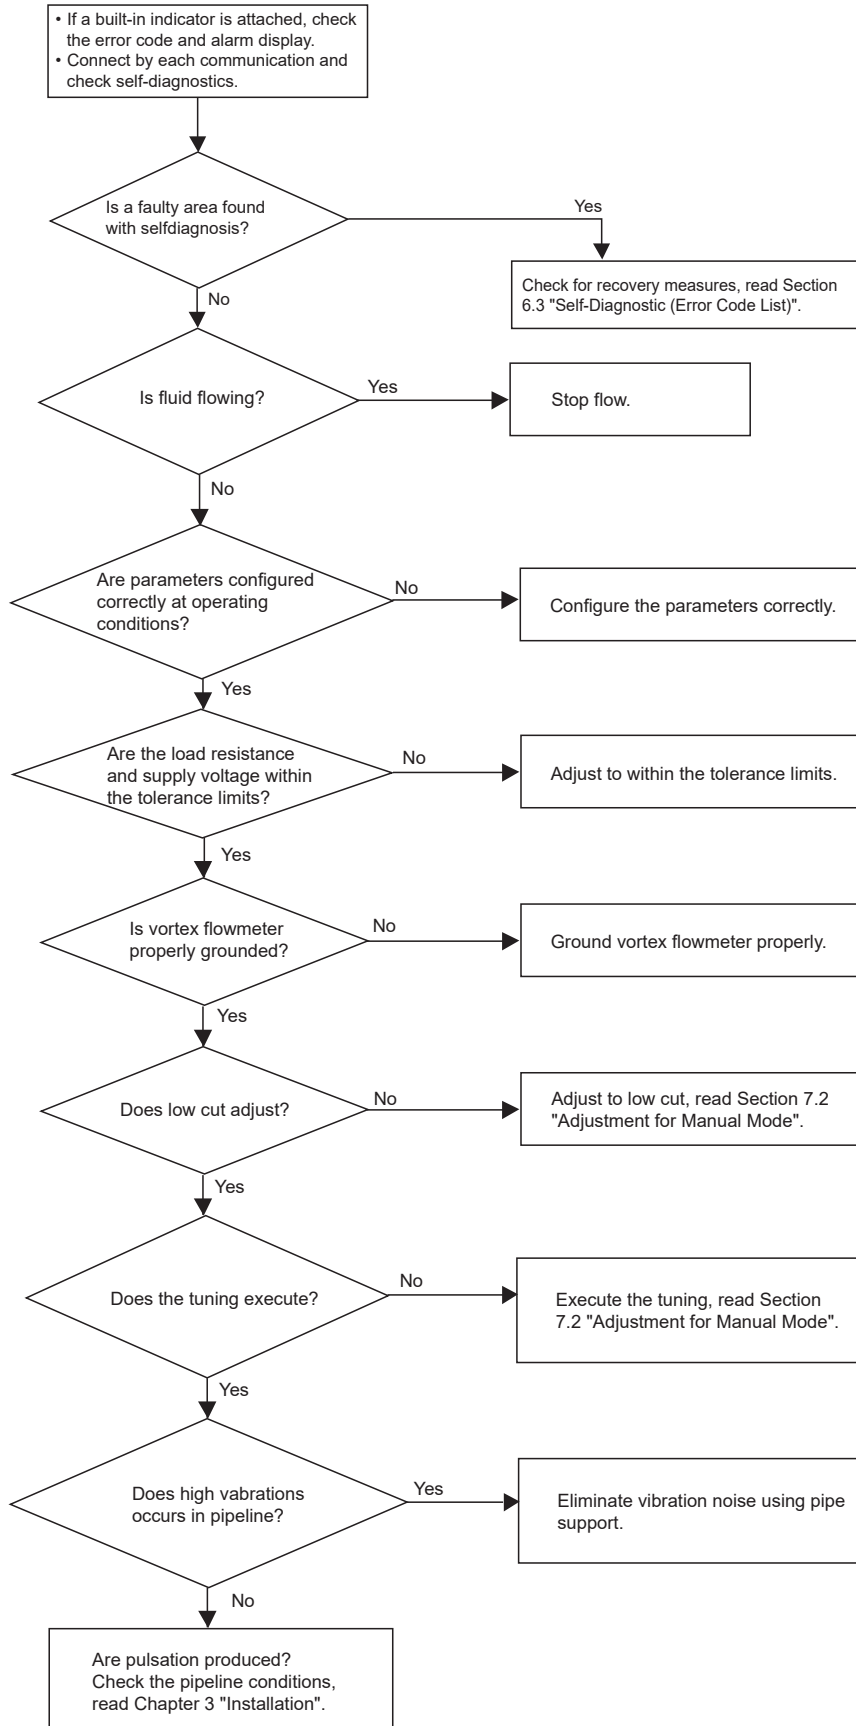 • If a built-in indicator is attached, check
the error code and alarm display.
• Connect by each communication and
check self-diagnostics.
Is a faulty area found
with selfdiagnosis?
Yes
Check for recovery measures, read Section
6.3 "Self-Diagnostic (Error Code List)".
No
Is fluid flowing?
Yes
Stop flow.
No
Are parameters configured
correctly at operating
conditions?
No
Configure the parameters correctly.
Yes
Are the load resistance
and supply voltage within
the tolerance limits?
No
Adjust to within the tolerance limits.
Yes
Is vortex flowmeter
properly grounded?
No
Ground vortex flowmeter properly.
Yes
Does low cut adjust?
No
Adjust to low cut, read Section 7.2
"Adjustment for Manual Mode".
Yes
Does the tuning execute?
No
Execute the tuning, read Section
7.2 "Adjustment for Manual Mode".
Yes
Does high vabrations
occurs in pipeline?
Yes
Eliminate vibration noise using pipe
support.
No
Are pulsation produced?
Check the pipeline conditions,
read Chapter 3 "Installation".